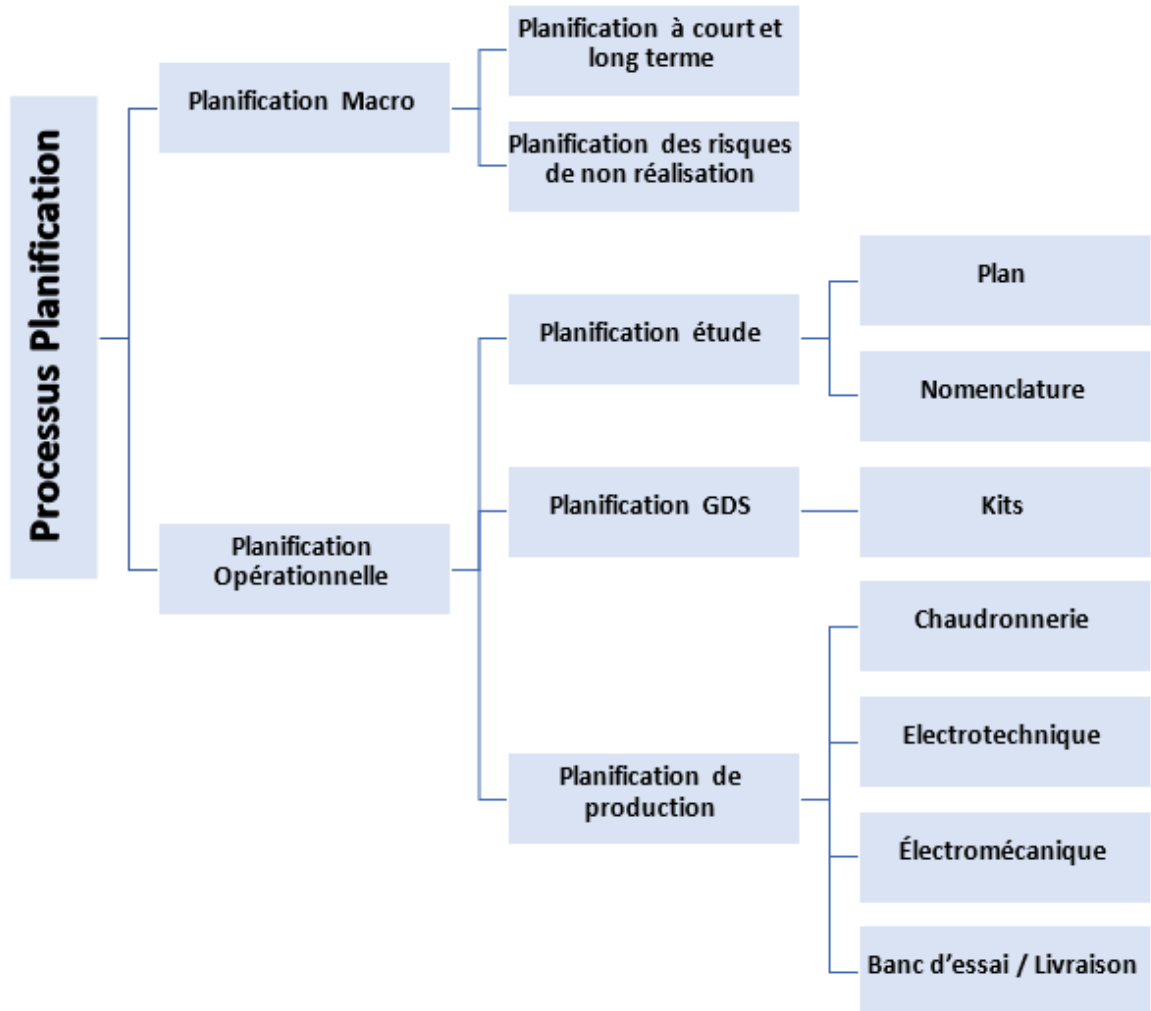 Processus Planification
Planification Macro
Planification à court et
long terme
Planification des risques
de non réalisation
Planification
Opérationnelle
Planification étude
Plan
Nomenclature
Planification GDS
Kits
Planification de
production
Chaudronnerie
Electrotechnique
Électromécanique
Banc d’essai / Livraison